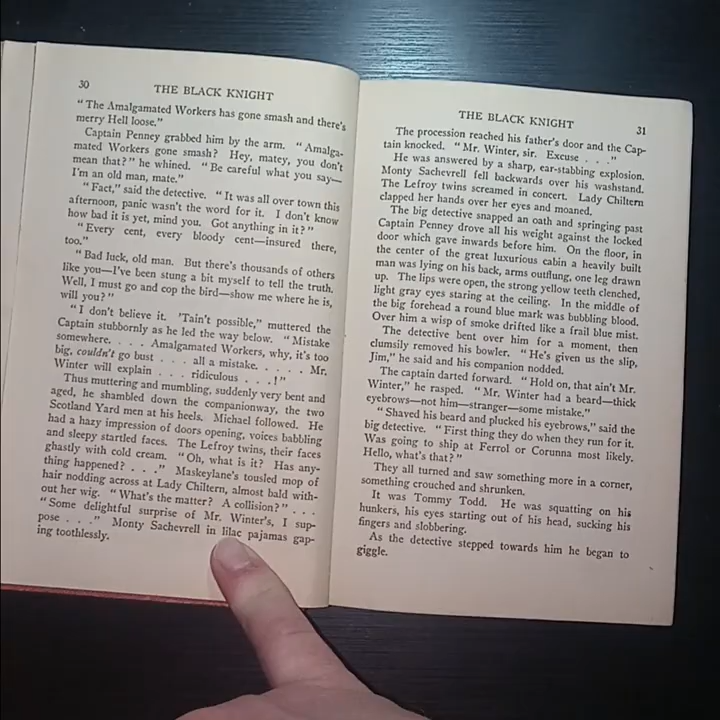 30
THE BLACK KNIGHT
"The Amalgamated Workers has gone smash and there's
merry Hell loose."
Captain Penney grabbed him by the arm. "Amalga-
mated Workers gone smash? Hey, matey, you don't
mean that?" he whined. "Be careful what you say—
I'm an old man, mate."
"Fact," said the detective. "It was all over town this
afternoon, panic wasn't the word for it. I don't know
how bad it is yet, mind you. Got anything in it?"
"Every cent, every bloody cent—insured there,
too."
"Bad luck, old man. But there's thousands of others
like you—I've been stung a bit myself to tell the truth.
Well, I must go and cop the bird—show me where he is,
will you?"
"I don't believe it. 'Tain't possible," muttered the
Captain stubbornly as he led the way below. "Mistake
somewhere. . . . Amalgamated Workers, why, it's too
big, couldn't go bust . . . all a mistake. . . . . Mr.
Winter will explain . . . ridiculous . . .!"
Thus muttering and mumbling, suddenly very bent and
aged, he shambled down the companionway, the two
Scotland Yard men at his heels. Michael followed. He
had a hazy impression of doors opening, voices babbling
and sleepy startled faces. The Lefroy twins, their faces
ghastly with cold cream. "Oh, what is it? Has any-
thing happened? . . ." Maskeylane's tousled mop of
hair nodding across at Lady Chiltern, almost bald with-
out her wig. "What's the matter? A collision?" . . .
"Some delightful surprise of Mr. Winter's, I sup-
pose . . ." Monty Sachevrell in lilac pajamas gap-
ing toothlessly.
THE BLACK KNIGHT
31
The procession reached his father's door and the Cap-
tain knocked. "Mr. Winter, sir. Excuse . . ."
He was answered by a sharp, ear-stabbing explosion.
Monty Sachevrell fell backwards over his washstand.
The Lefroy twins screamed in concert. Lady Chiltern
clapped her hands over her eyes and moaned.
The big detective snapped an oath and springing past
Captain Penney drove all his weight against the locked
door which gave inwards before him. On the floor, in
the center of the great luxurious cabin a heavily built
man was lying on his back, arms outflung, one leg drawn
up. The lips were open, the strong yellow teeth clenched,
light gray eyes staring at the ceiling. In the middle of
the big forehead a round blue mark was bubbling blood.
Over him a wisp of smoke drifted like a frail blue mist.
The detective bent over him for a moment, then
clumsily removed his bowler. "He's given us the slip,
Jim," he said and his companion nodded.
The captain darted forward. "Hold on, that ain't Mr.
Winter," he rasped. "Mr. Winter had a beard—thick
eyebrows—not him—stranger—some mistake."
"Shaved his beard and plucked his eyebrows," said the
big detective. "First thing they do when they run for it.
Was going to ship at Ferrol or Corunna most likely.
Hello, what's that?"
They all turned and saw something more in a corner,
something crouched and shrunken.
It was Tommy Todd. He was squatting on his
hunkers, his eyes starting out of his head, sucking his
fingers and slobbering.
As the detective stepped towards him he began to
giggle.